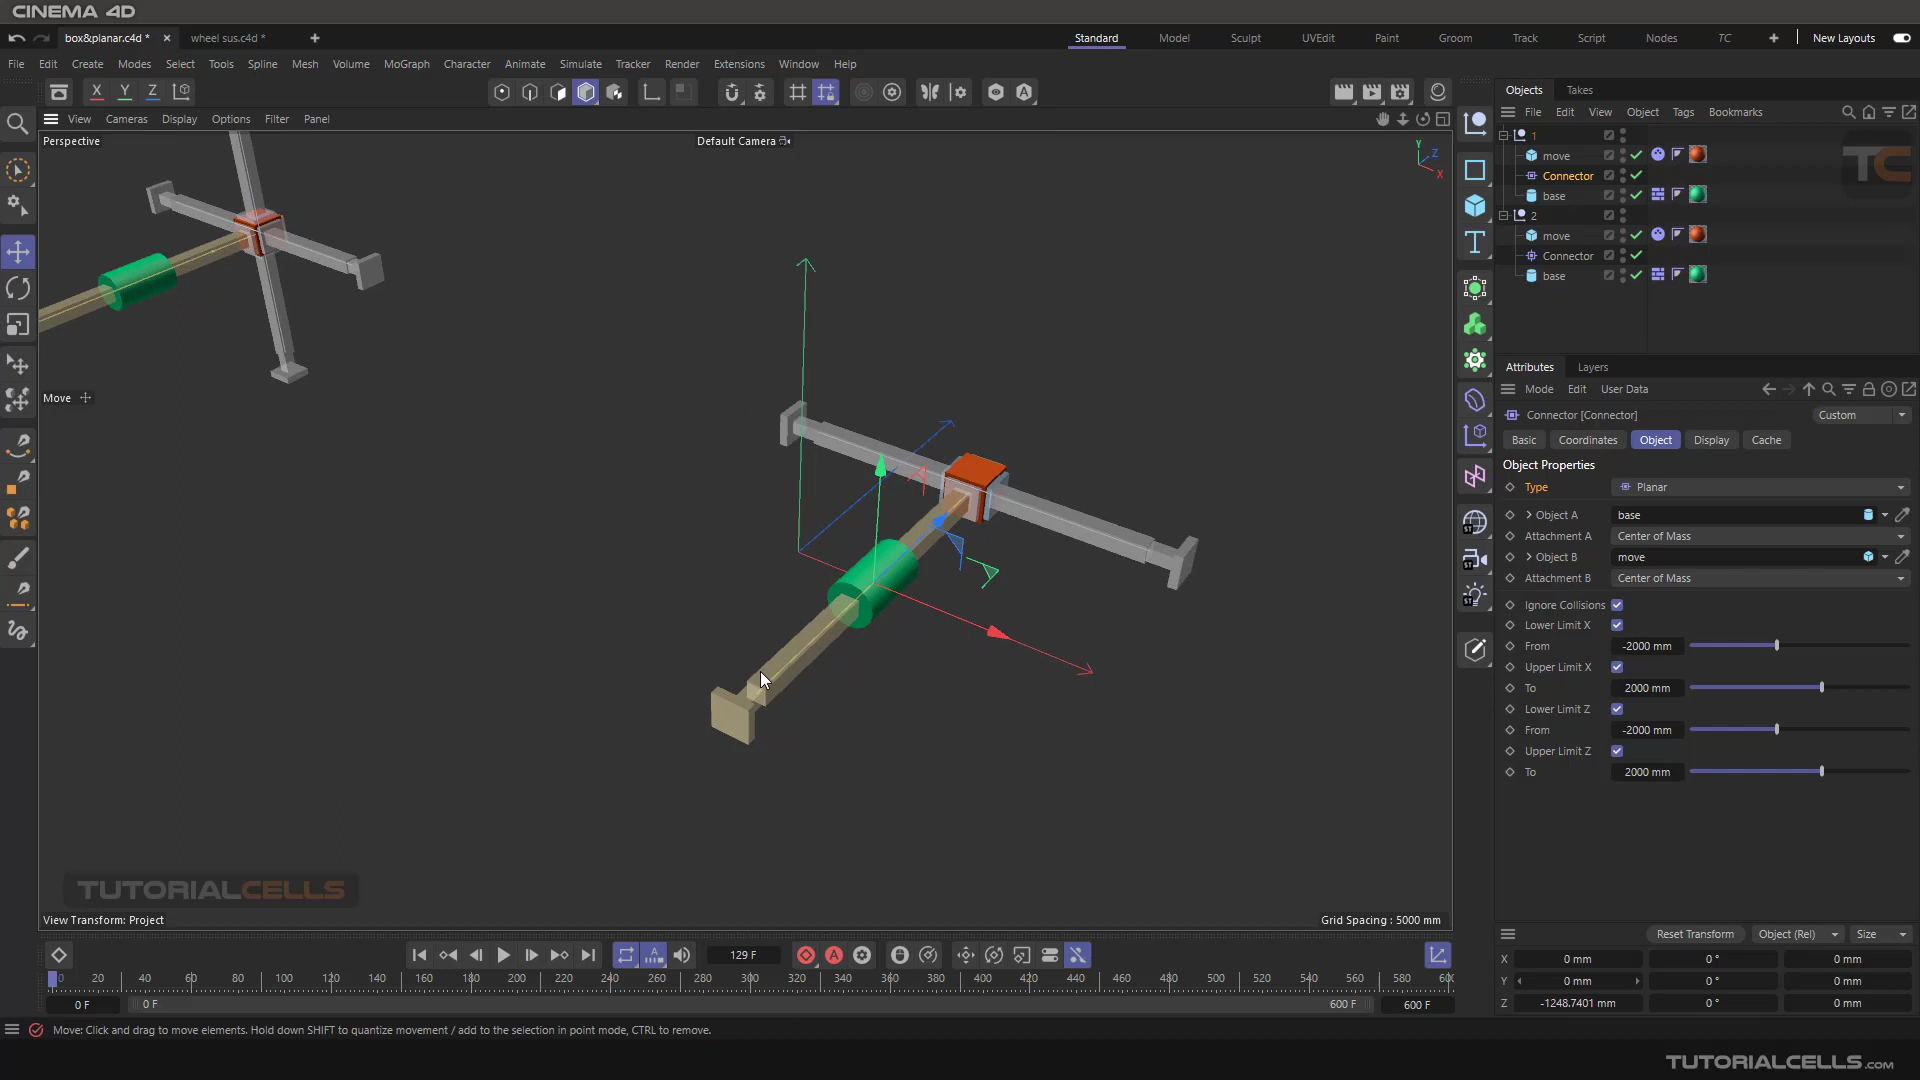 CINEMA 4D
box&planar.c4d *
wheel sus.c4d *
Standard
Model
Sculpt
UVEdit
Paint
Groom
Track
Script
Nodes
TC
New Layouts
File Edit Create Modes Select Tools Spline Mesh Volume MoGraph Character Animate Simulate Tracker Render Extensions Window Help
X Y Z
View Cameras Display Options Filter Panel
Perspective
Default Camera
Y
Z
X
Move
TUTORIALCELLS
View Transform: Project
Grid Spacing : 5000 mm
ST
ST
ST
Objects Takes
File Edit View Object Tags Bookmarks
1
move
Connector
base
2
move
Connector
base
TC
Attributes Layers
Mode Edit User Data
Connector [Connector]
Custom
Basic Coordinates Object Display Cache
Object Properties
Type Planar
Object A base
Attachment A Center of Mass
Object B move
Attachment B Center of Mass
Ignore Collisions
Lower Limit X
From -2000 mm
Upper Limit X
To 2000 mm
Lower Limit Z
From -2000 mm
Upper Limit Z
To 2000 mm
Reset Transform Object (Rel) Size
X 0 mm 0 ° 0 mm
Y 0 mm 0 ° 0 mm
Z -1248.7401 mm 0 ° 0 mm
129 F
0 20 40 60 80 100 120 140 160 180 200 220 240 260 280 300 320 340 360 380 400 420 440 460 480 500 520 540 560 580 600
0 F 0 F 600 F 600 F
Move: Click and drag to move elements. Hold down SHIFT to quantize movement / add to the selection in point mode, CTRL to remove.
TUTORIALCELLS.COM